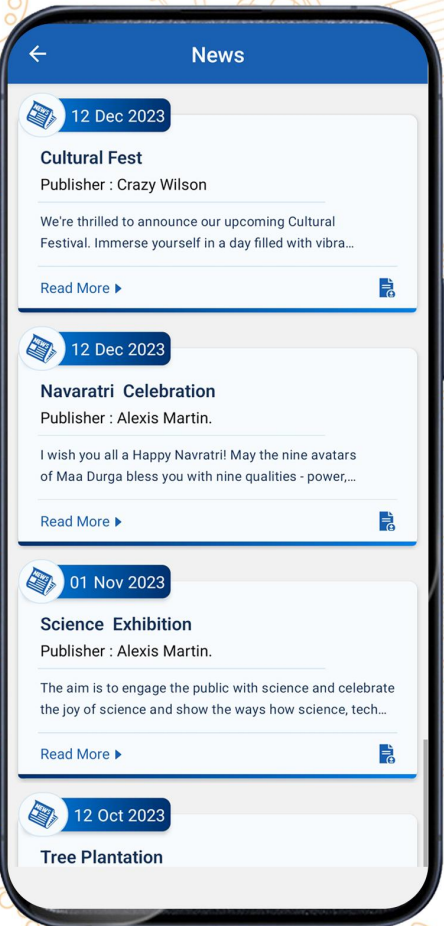 News
12 Dec 2023
Cultural Fest
Publisher : Crazy Wilson
We're thrilled to announce our upcoming Cultural
Festival. Immerse yourself in a day filled with vibra...
Read More
12 Dec 2023
Navaratri Celebration
Publisher : Alexis Martin.
I wish you all a Happy Navratri! May the nine avatars
of Maa Durga bless you with nine qualities - power,...
Read More
01 Nov 2023
Science Exhibition
Publisher : Alexis Martin.
The aim is to engage the public with science and celebrate
the joy of science and show the ways how science, tech...
Read More
12 Oct 2023
Tree Plantation